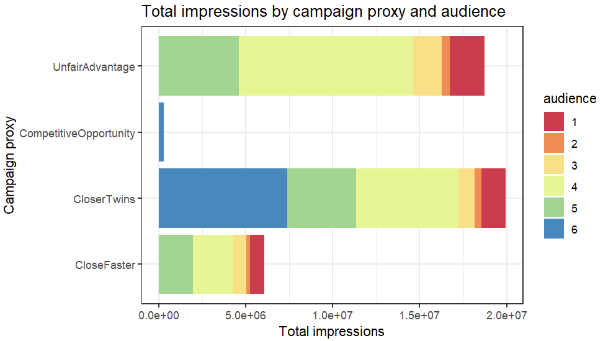 Total impressions by campaign proxy and audience
Campaign proxy
UnfairAdvantage
CompetitiveOpportunity
CloserTwins
CloseFaster
0.0e+00 5.0e+06 1.0e+07 1.5e+07 2.0e+07
Total impressions
audience
1
2
3
4
5
6